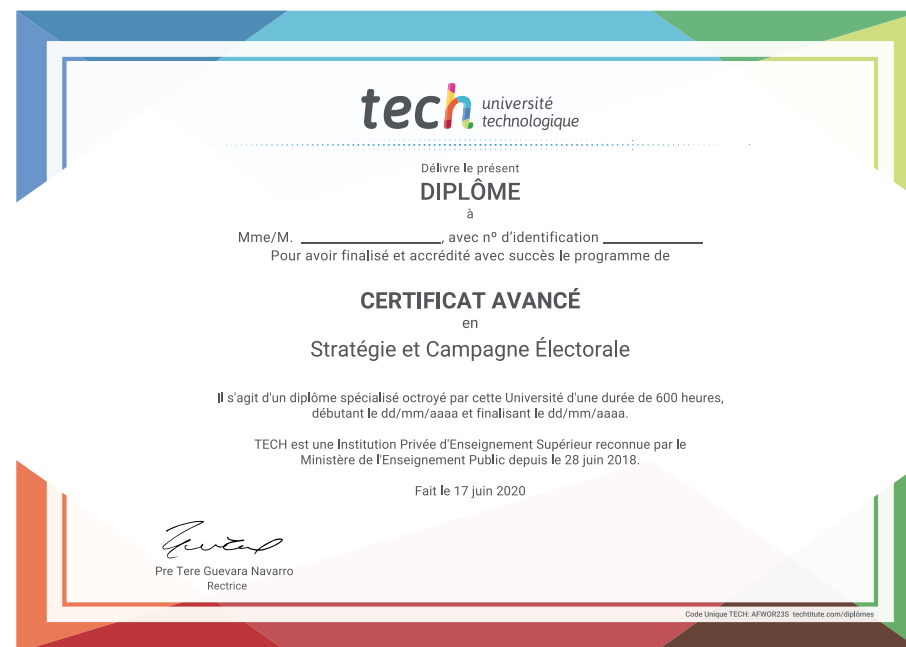 tech université
technologique
Délivre le présent
DIPLÔME
à
Mme/M. ____________________, avec nº d'identification ______________
Pour avoir finalisé et accrédité avec succès le programme de
CERTIFICAT AVANCÉ
en
Stratégie et Campagne Électorale
Il s'agit d'un diplôme spécialisé octroyé par cette Université d'une durée de 600 heures,
débutant le dd/mm/aaaa et finalisant le dd/mm/aaaa.
TECH est une Institution Privée d'Enseignement Supérieur reconnue par le
Ministère de l'Enseignement Public depuis le 28 juin 2018.
Fait le 17 juin 2020
Pre Tere Guevara Navarro
Rectrice
Code Unique TECH: AFWOR23S techtitute.com/diplômes